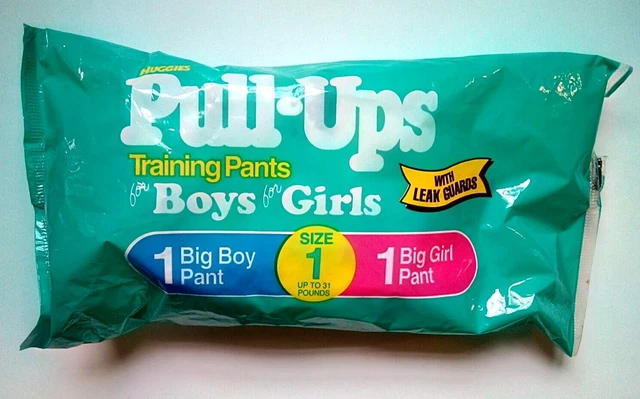 HUGGIES
Pull-Ups
Training Pants
for Boys for Girls
WITH
LEAK GUARDS
1 Big Boy
Pant
SIZE
1
UP TO 31
POUNDS
1 Big Girl
Pant